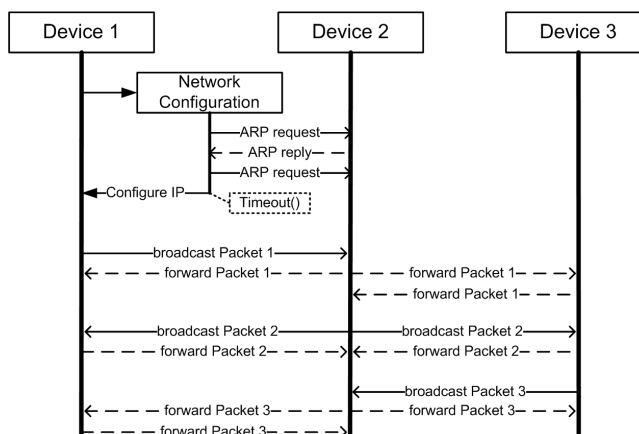 Device 1
Device 2
Device 3
Network
Configuration
ARP request
ARP reply
ARP request
Configure IP
Timeout()
broadcast Packet 1
forward Packet 1
forward Packet 1
forward Packet 1
broadcast Packet 2
broadcast Packet 2
forward Packet 2
forward Packet 2
broadcast Packet 3
forward Packet 3
forward Packet 3
forward Packet 3